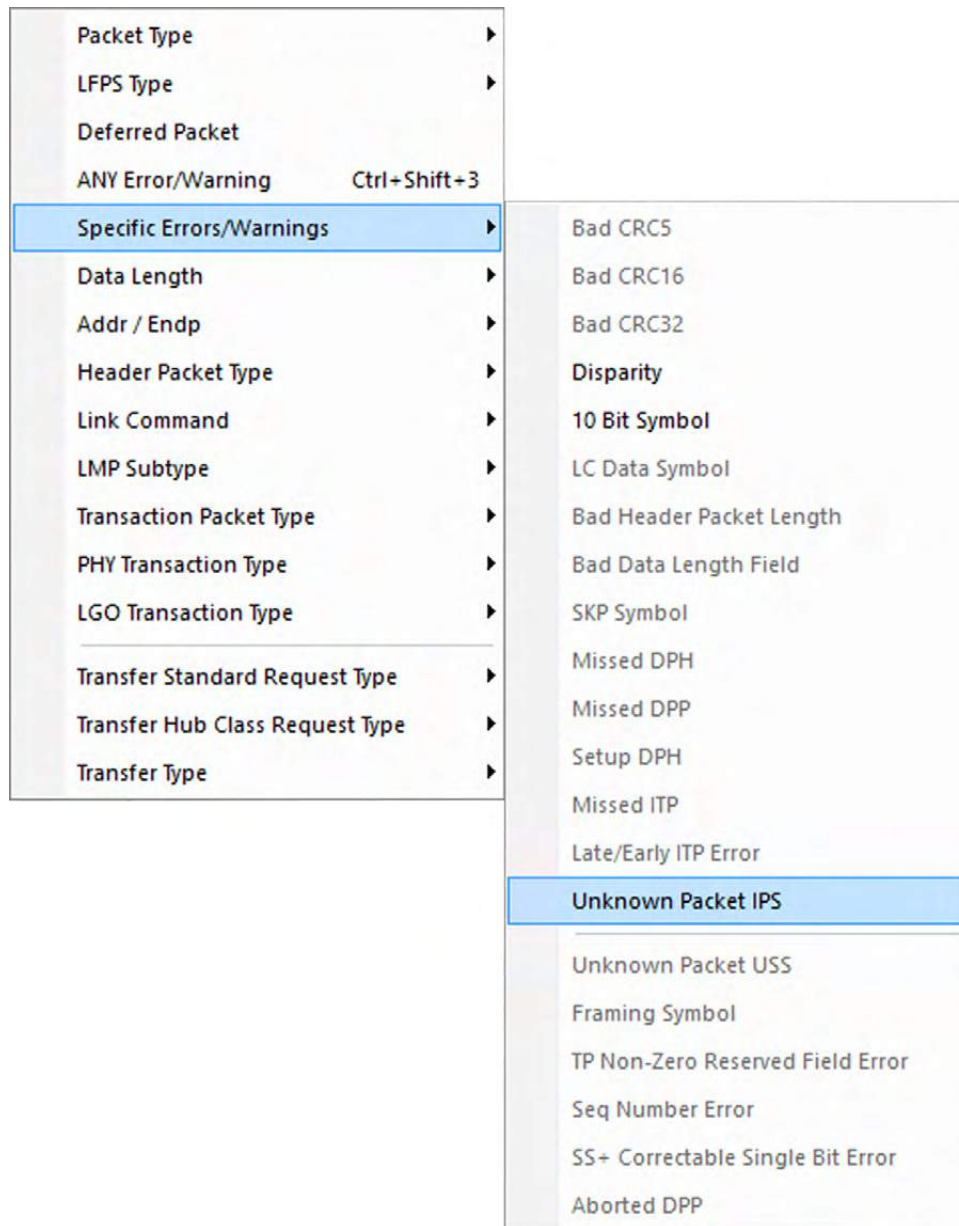 Packet Type
LFPS Type
Deferred Packet
ANY Error/Warning Ctrl+Shift+3
Specific Errors/Warnings
Data Length
Addr / Endp
Header Packet Type
Link Command
LMP Subtype
Transaction Packet Type
PHY Transaction Type
LGO Transaction Type
Transfer Standard Request Type
Transfer Hub Class Request Type
Transfer Type
Bad CRC5
Bad CRC16
Bad CRC32
Disparity
10 Bit Symbol
LC Data Symbol
Bad Header Packet Length
Bad Data Length Field
SKP Symbol
Missed DPH
Missed DPP
Setup DPH
Missed ITP
Late/Early ITP Error
Unknown Packet IPS
Unknown Packet USS
Framing Symbol
TP Non-Zero Reserved Field Error
Seq Number Error
SS+ Correctable Single Bit Error
Aborted DPP